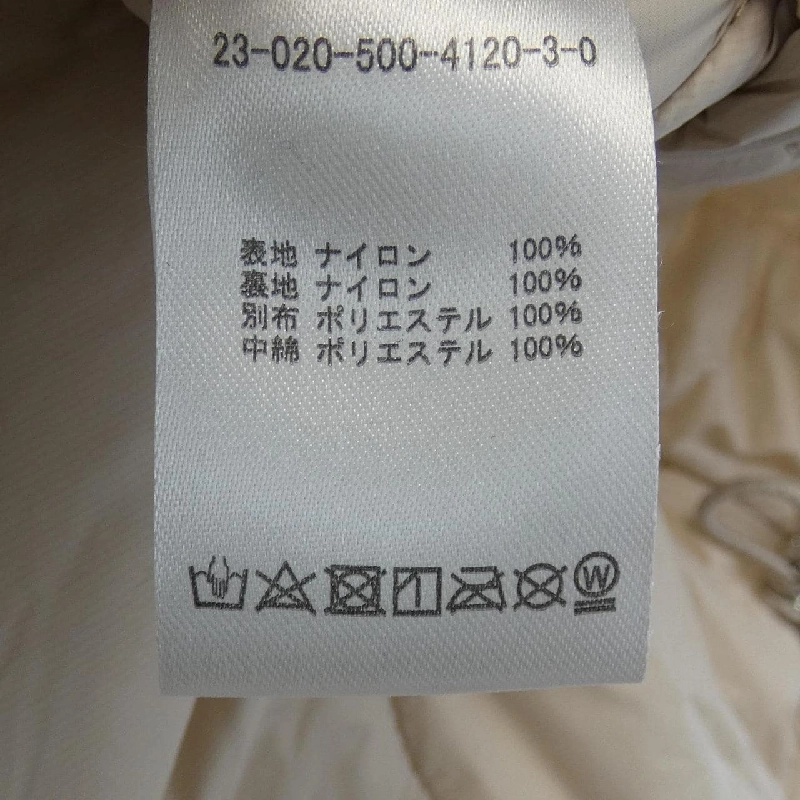 23-020-500-4120-3-0
表地 ナイロン 100%
裏地 ナイロン 100%
別布 ポリエステル 100%
中綿 ポリエステル 100%
W